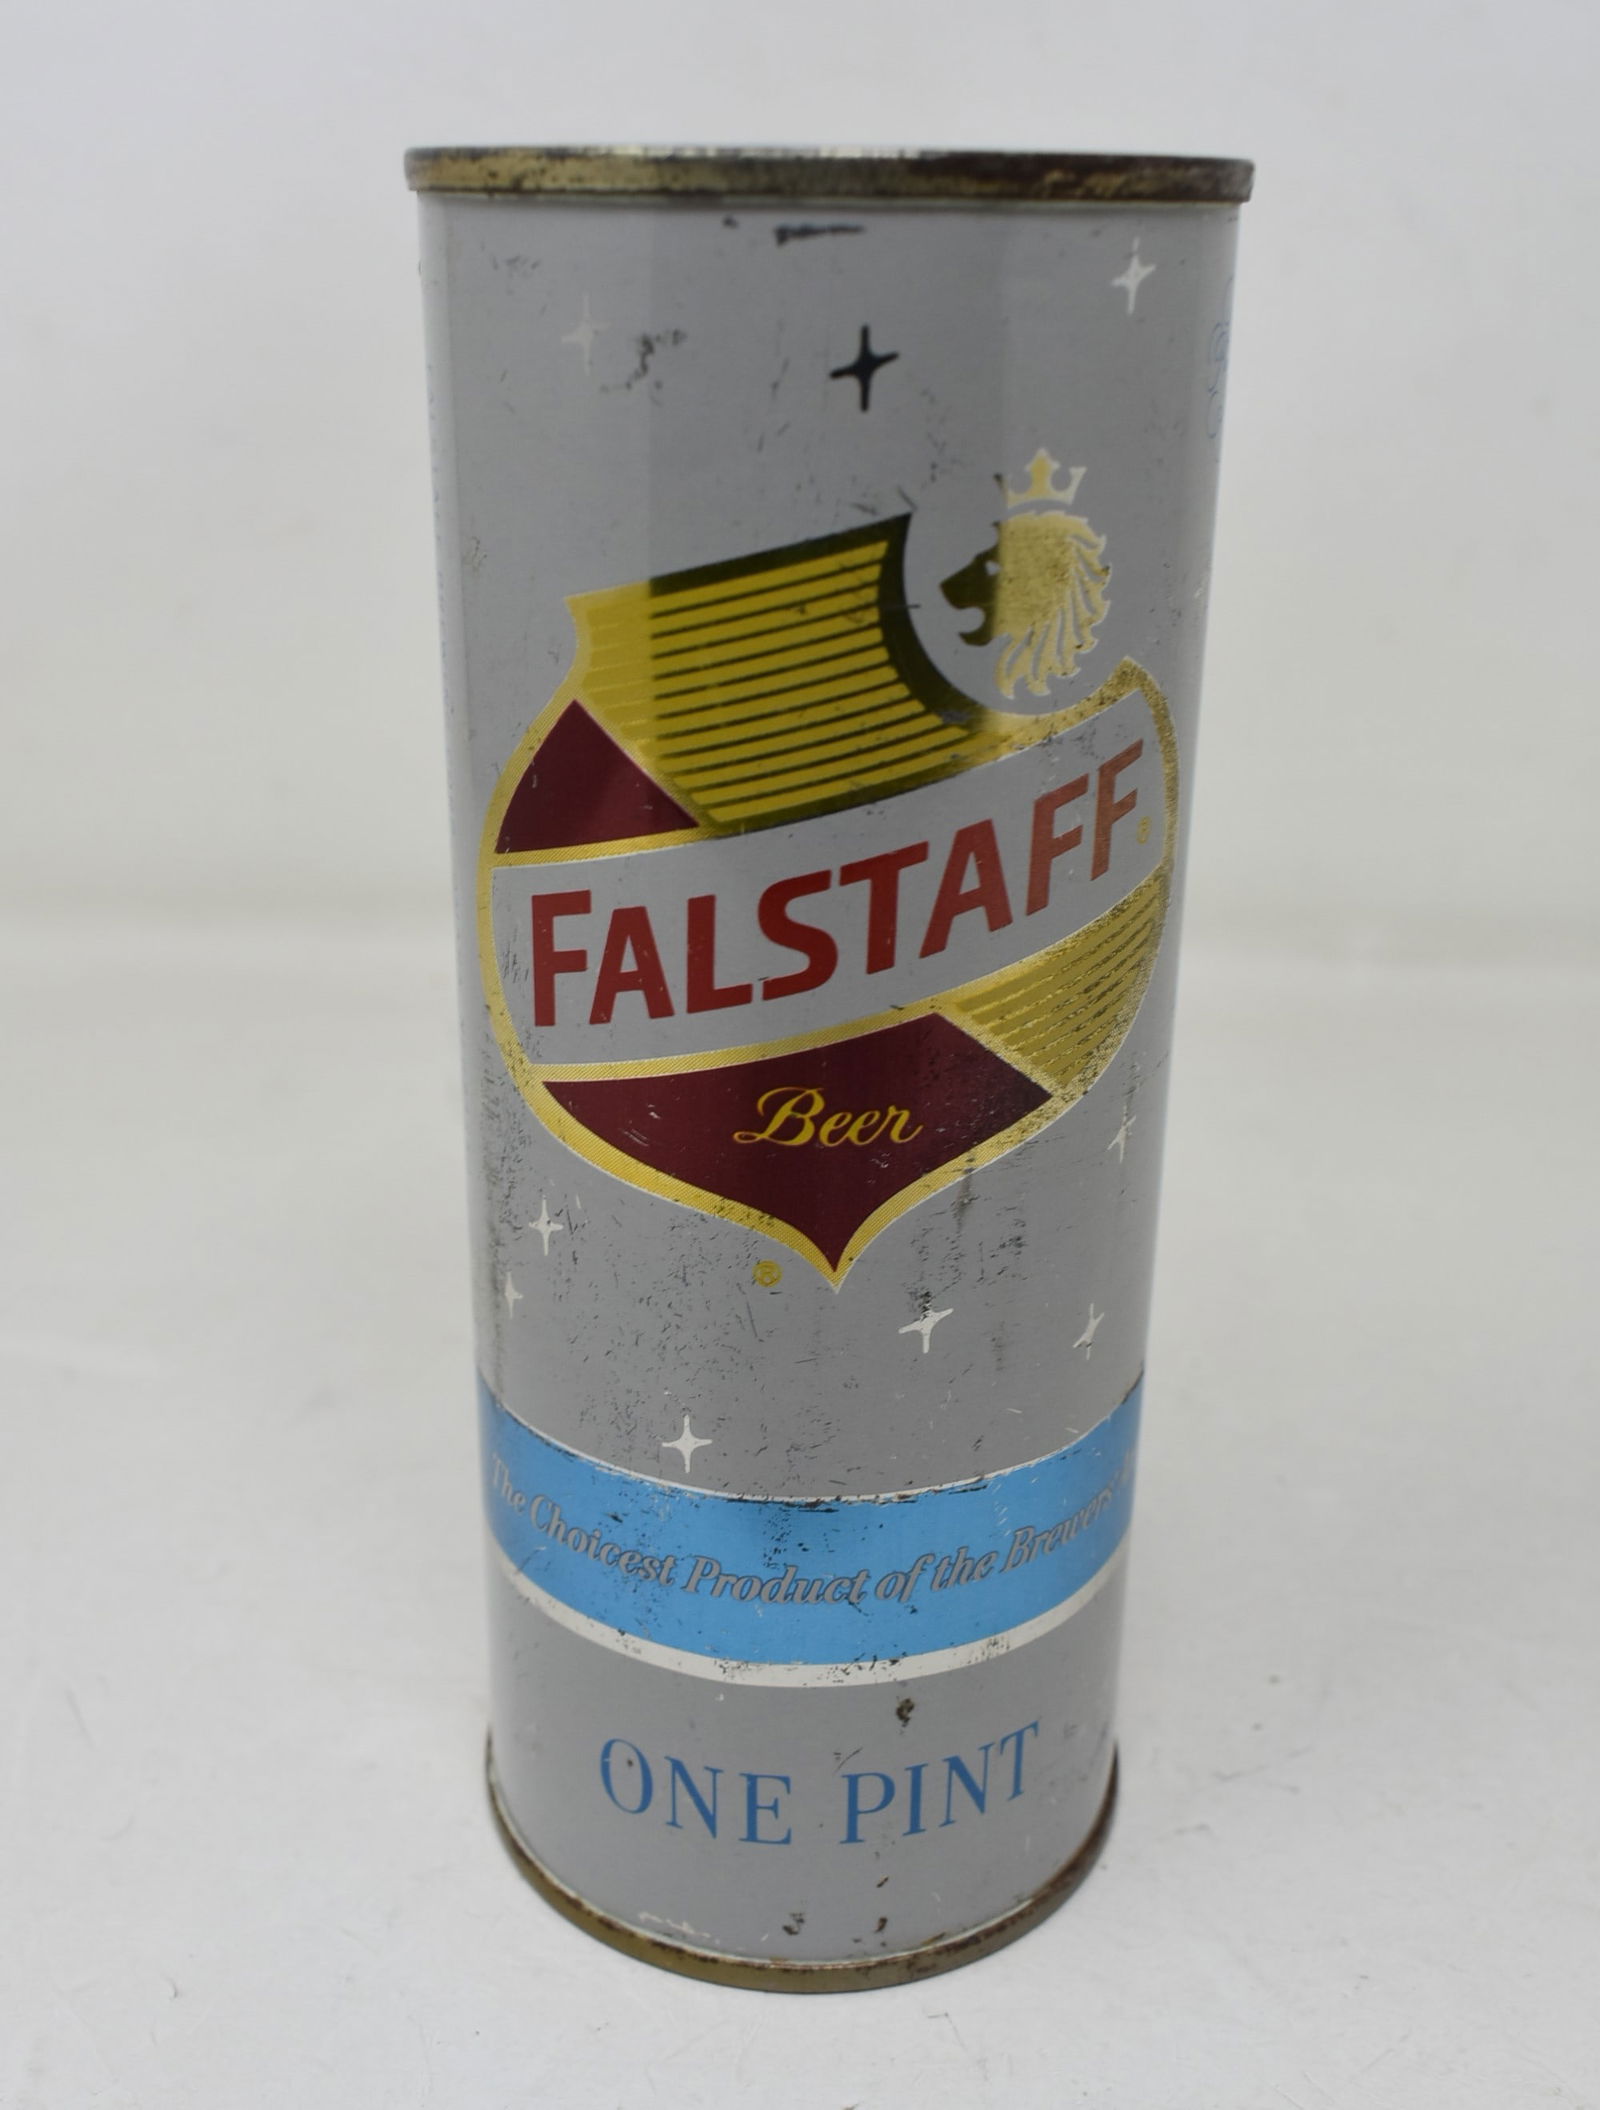 FALSTAFF®
Beer
®
The Choicest Product of the Brewers'
ONE PINT